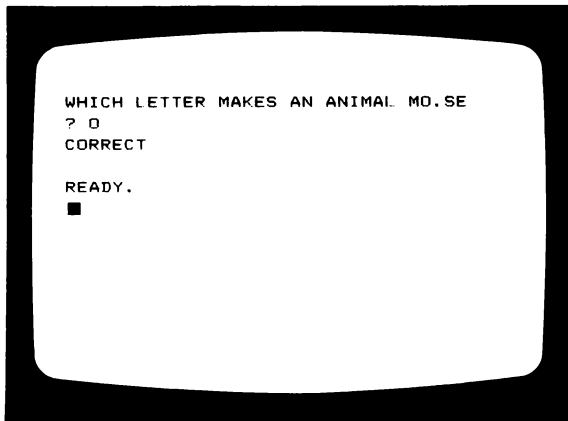 WHICH LETTER MAKES AN ANIMAL MO.SE
? O
CORRECT
READY.